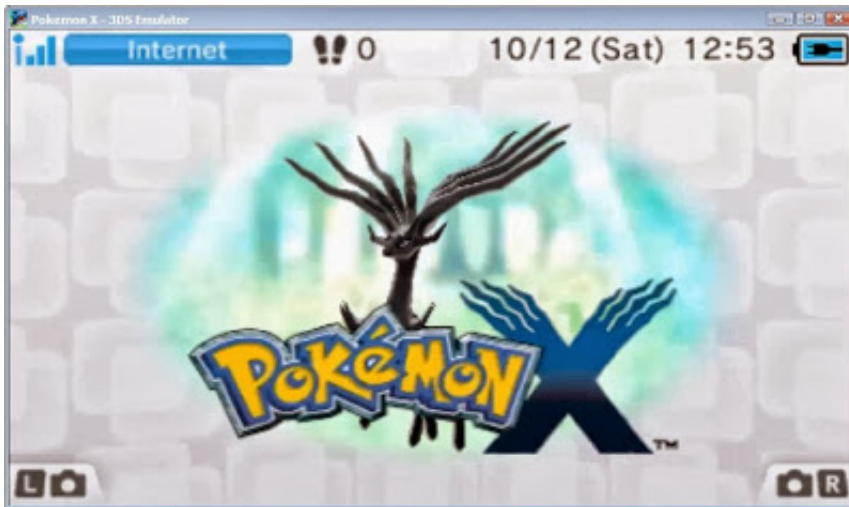 Pokemon X - 3DS Emulator
Internet 0 10/12 (Sat) 12:53
POKéMON X ™
L R